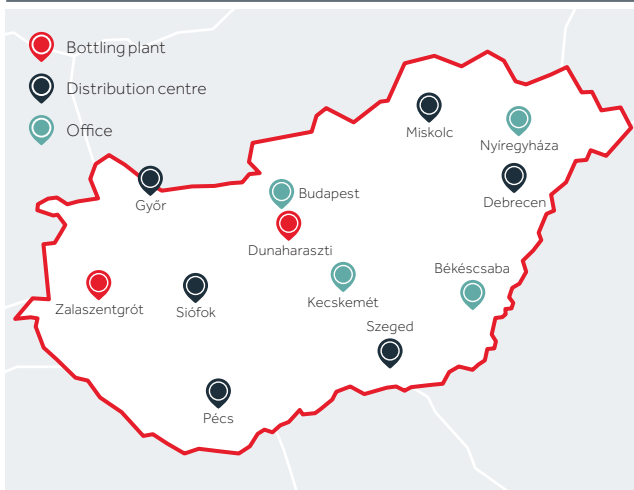 Bottling plant
Distribution centre
Office
Miskolc
Nyíregyháza
Debrecen
Győr
Budapest
Dunaharaszti
Békéscsaba
Zalaszentgrót
Siófok
Kecskemét
Szeged
Pécs